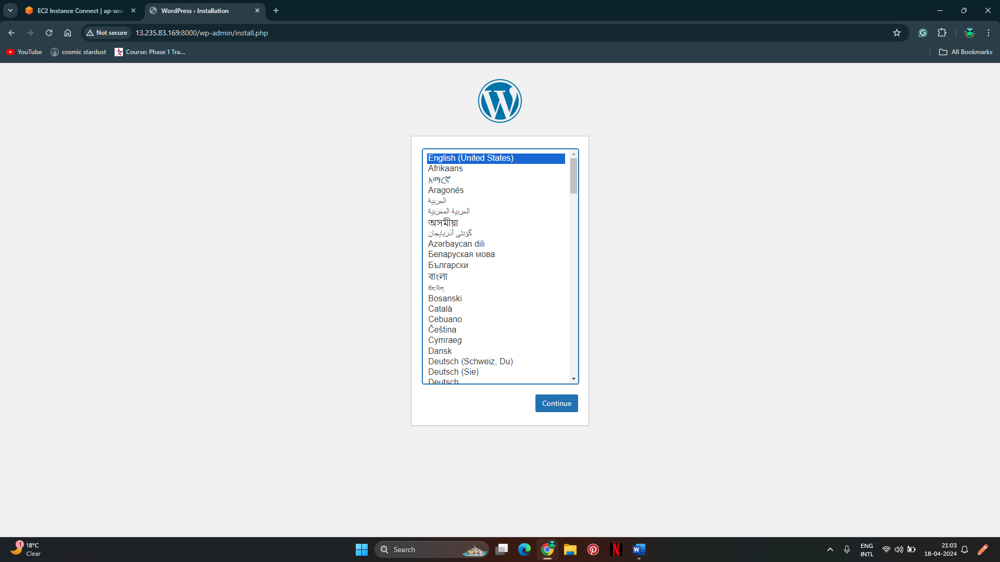 EC2 Instance Connect | ap-sou
WordPress › Installation
Not secure
13.235.83.169:8000/wp-admin/install.php
YouTube
cosmic stardust
Course: Phase 1 Tra...
All Bookmarks
English (United States)
Afrikaans
አማርኛ
Aragonés
العربية
العربية المغربية
অসমীয়া
گؤنئی آذربایجان
Azərbaycan dili
Беларуская мова
Български
বাংলা
བོད་ཡིག
Bosanski
Català
Cebuano
Čeština
Cymraeg
Dansk
Deutsch (Schweiz, Du)
Deutsch (Sie)
Deutsch
Continue
1
18°C
Clear
Search
ENG
INTL
21:03
18-04-2024